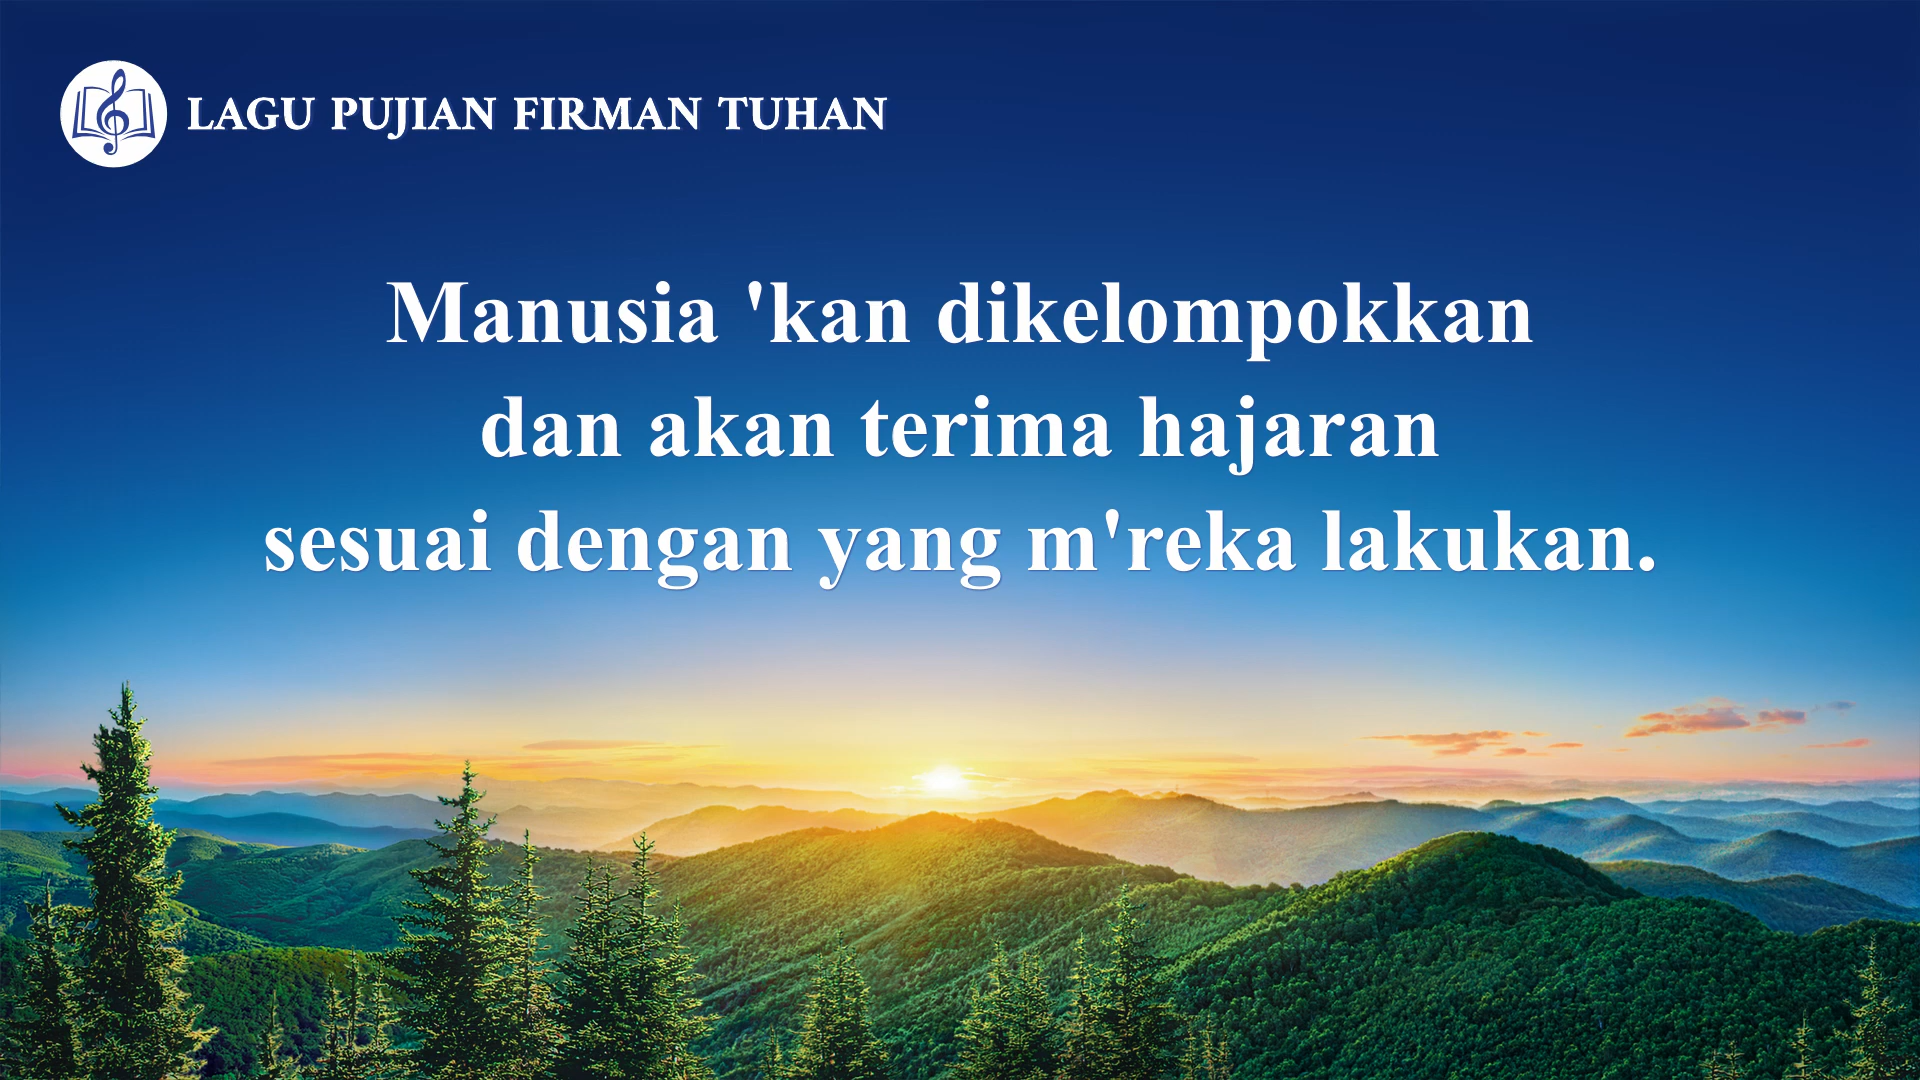 LAGU PUJIAN FIRMAN TUHAN
Manusia 'kan dikelompokkan
dan akan terima hajaran
sesuai dengan yang m'reka lakukan.